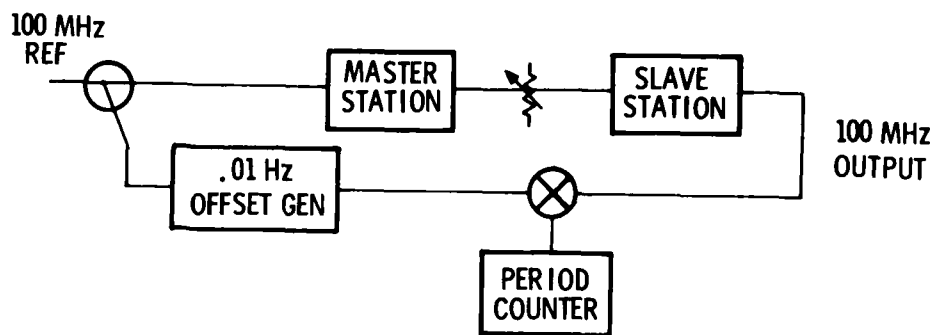 100 MHz
REF
MASTER
STATION
SLAVE
STATION
100 MHz
OUTPUT
.01 Hz
OFFSET GEN
PERIOD
COUNTER